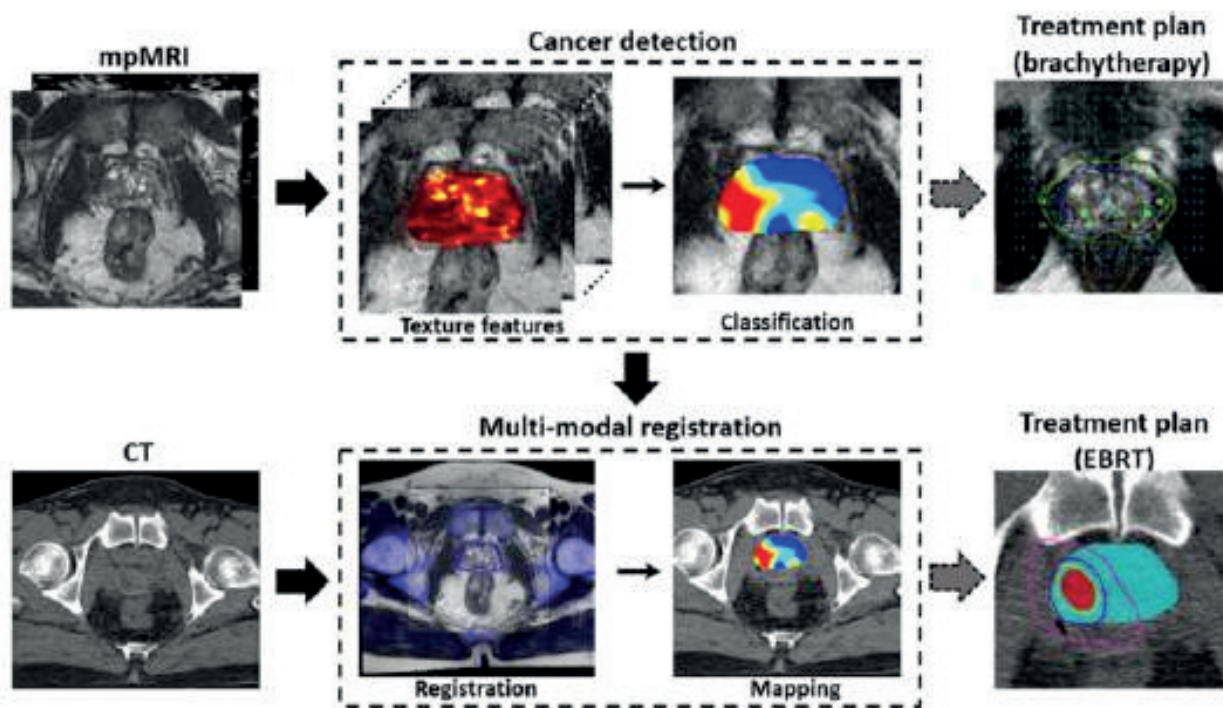 mpMRI
Cancer detection
Treatment plan
(brachytherapy)
Texture features
Classification
Multi-modal registration
CT
Treatment plan
(EBRT)
Registration
Mapping